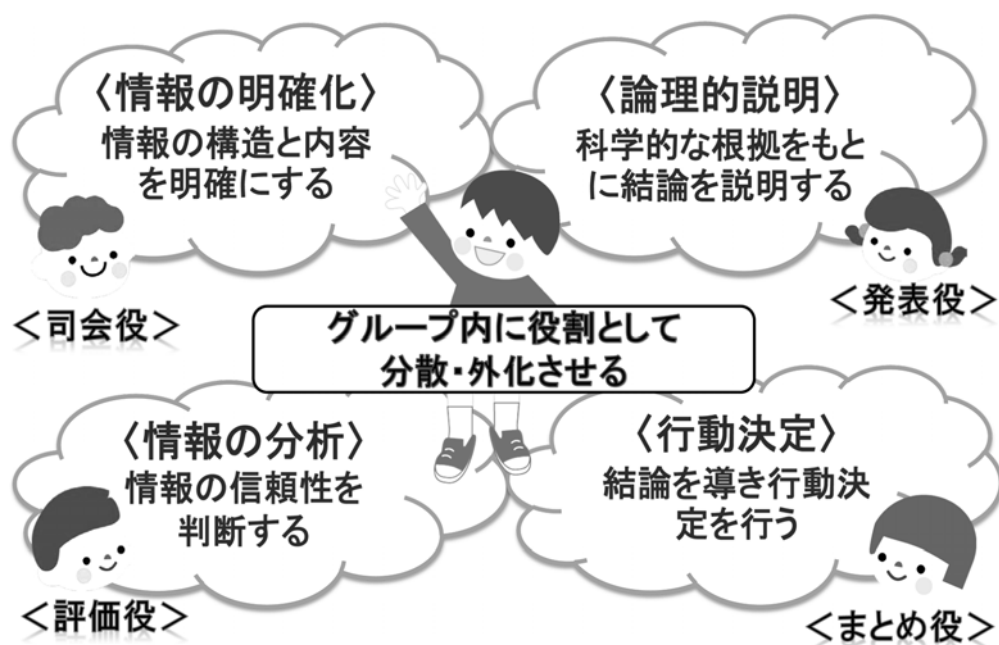 〈情報の明確化〉
情報の構造と内容
を明確にする
<司会役>
〈論理的説明〉
科学的な根拠をもと
に結論を説明する
<発表役>
グループ内に役割として
分散・外化させる
〈情報の分析〉
情報の信頼性を
判断する
<評価役>
〈行動決定〉
結論を導き行動決
定を行う
<まとめ役>